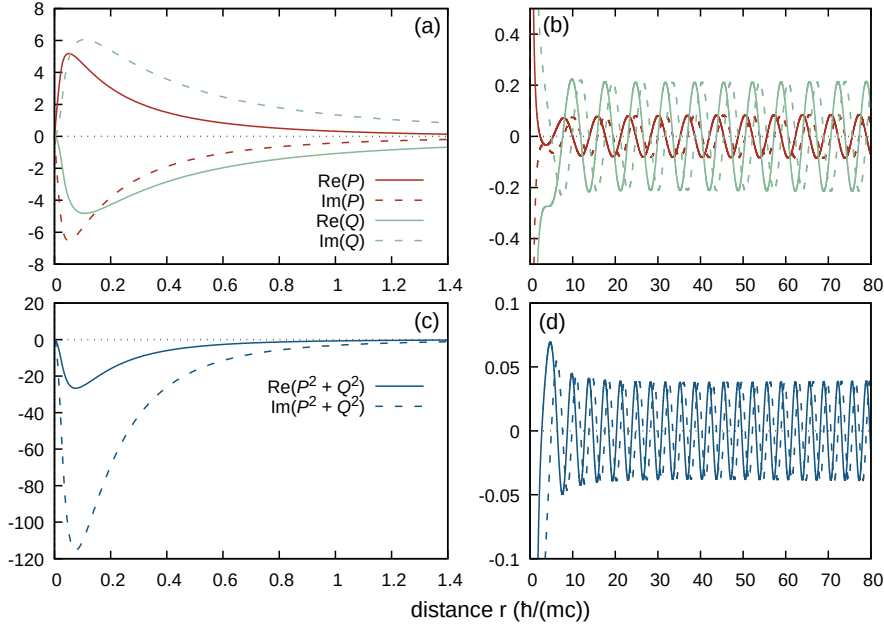 (a)
8
6
4
2
0
-2
-4
-6
8
0 0.2 0.4 0.6 0.8 1 1.2 1.4
Re(P)
Im(P)
Re(Q)
Im(Q)
(b)
0.4
0.2
0
-0.2
-0.4
0 10 20 30 40 50 60 70 80
(c)
20
0
-20
-40
-60
-80
-100
-120
0 0.2 0.4 0.6 0.8 1 1.2 1.4
Re(P² + Q²)
Im(P² + Q²)
(d)
0.1
0.05
0
-0.05
-0.1
0 10 20 30 40 50 60 70 80
distance r (ħ/(mc))